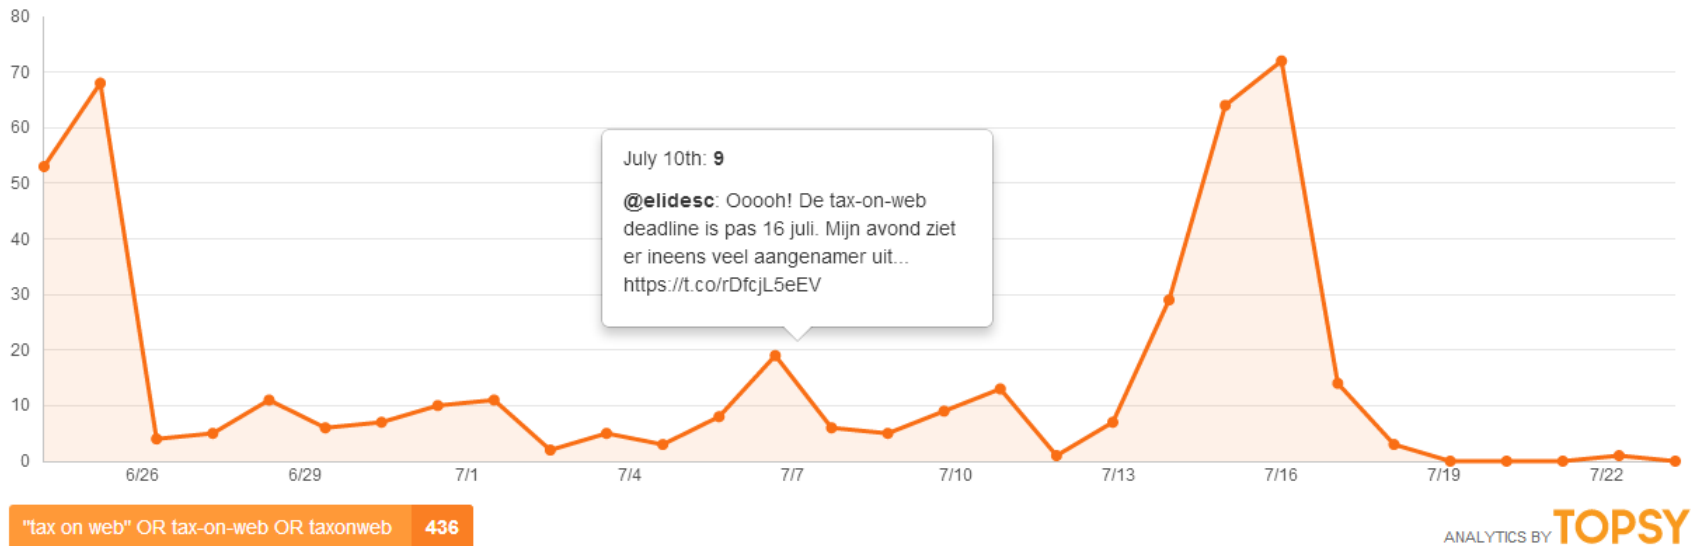 80
70
60
50
40
30
20
10
0
July 10th: 9
@elidesc: Ooooh! De tax-on-web
deadline is pas 16 juli. Mijn avond ziet
er ineens veel aangenamer uit...
https://t.co/rDfcjL5eEV
6/26 6/29 7/1 7/4 7/7 7/10 7/13 7/16 7/19 7/22
"tax on web" OR tax-on-web OR taxonweb 436
ANALYTICS BY TOPSY